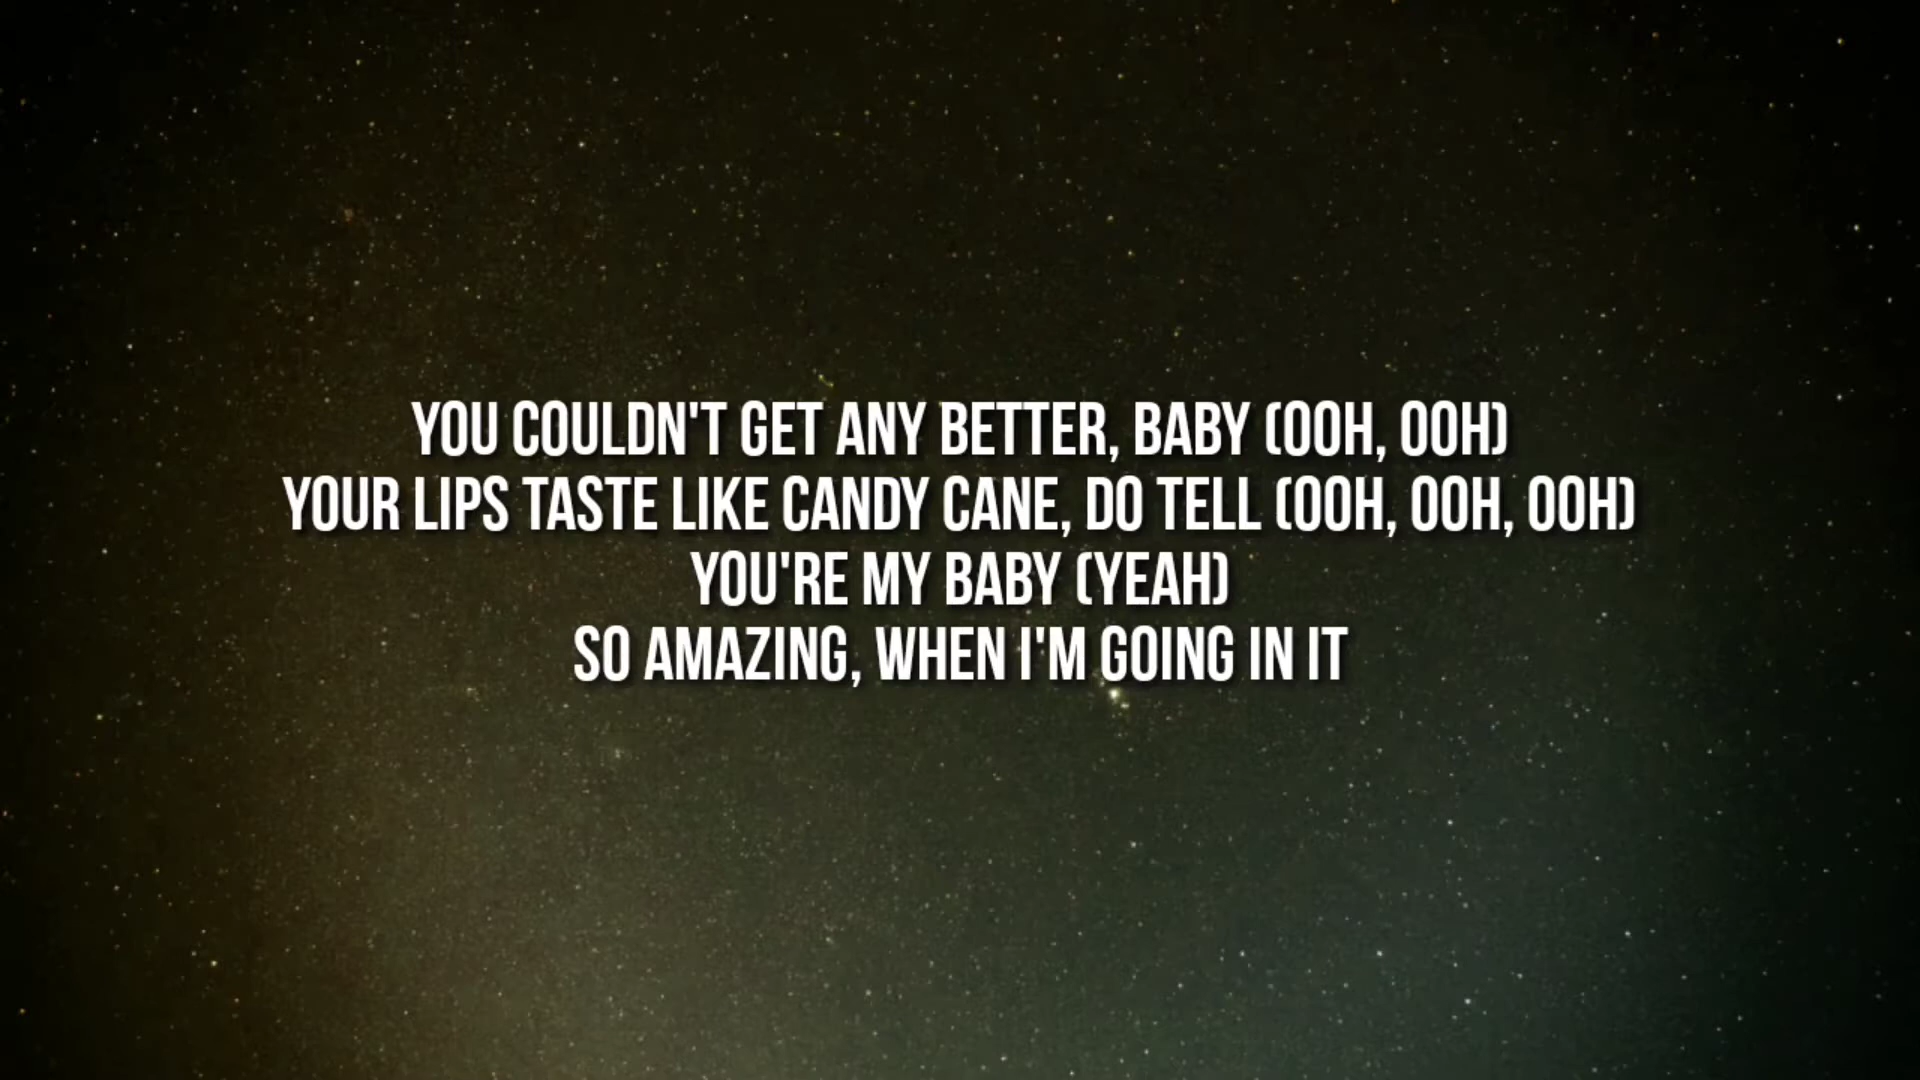 YOU COULDN'T GET ANY BETTER, BABY (OOH, OOH)
YOUR LIPS TASTE LIKE CANDY CANE, DO TELL (OOH, OOH, OOH)
YOU'RE MY BABY (YEAH)
SO AMAZING, WHEN I'M GOING IN IT